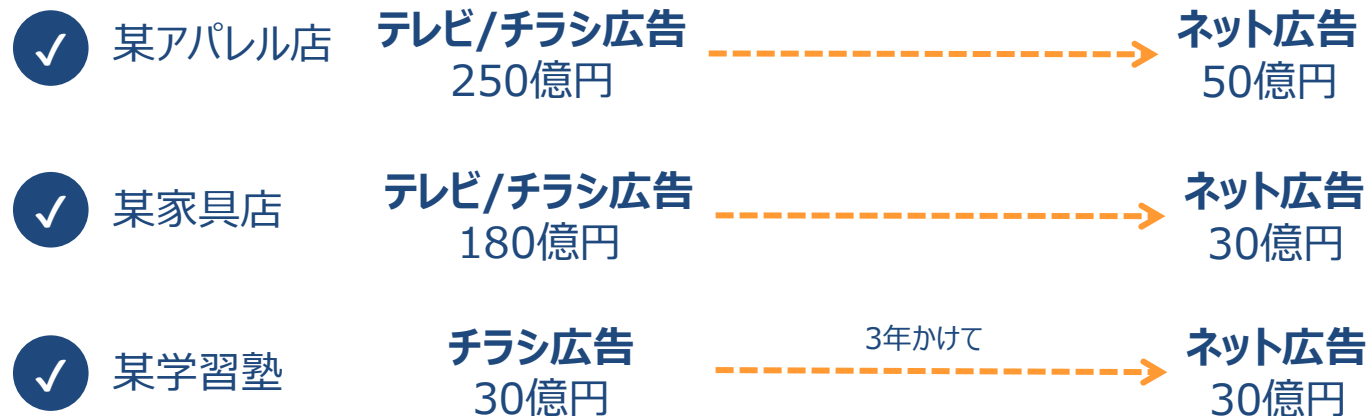 某アパレル店 テレビ/チラシ広告 ネット広告
250億円 50億円
某家具店 テレビ/チラシ広告 ネット広告
180億円 30億円
某学習塾 チラシ広告 3年かけて ネット広告
30億円 30億円